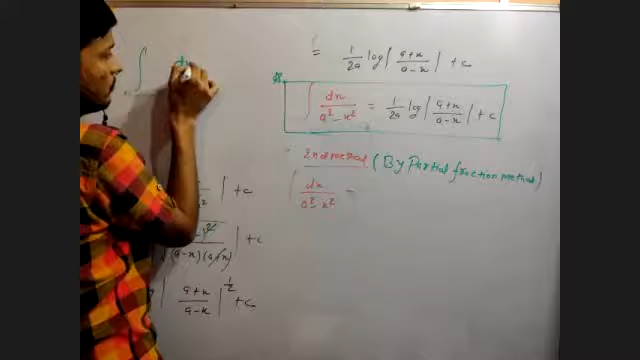 ∫ d
| + c
| (a-x)(a+x) | + c
| a+x / a-x |^1/2 + c
= 1/2a log | a+x / a-x | + c
∫ dx / a² - x² = 1/2a log | a+x / a-x | + c
2nd method (By Partial fraction method)
∫ dx / a² - x² =